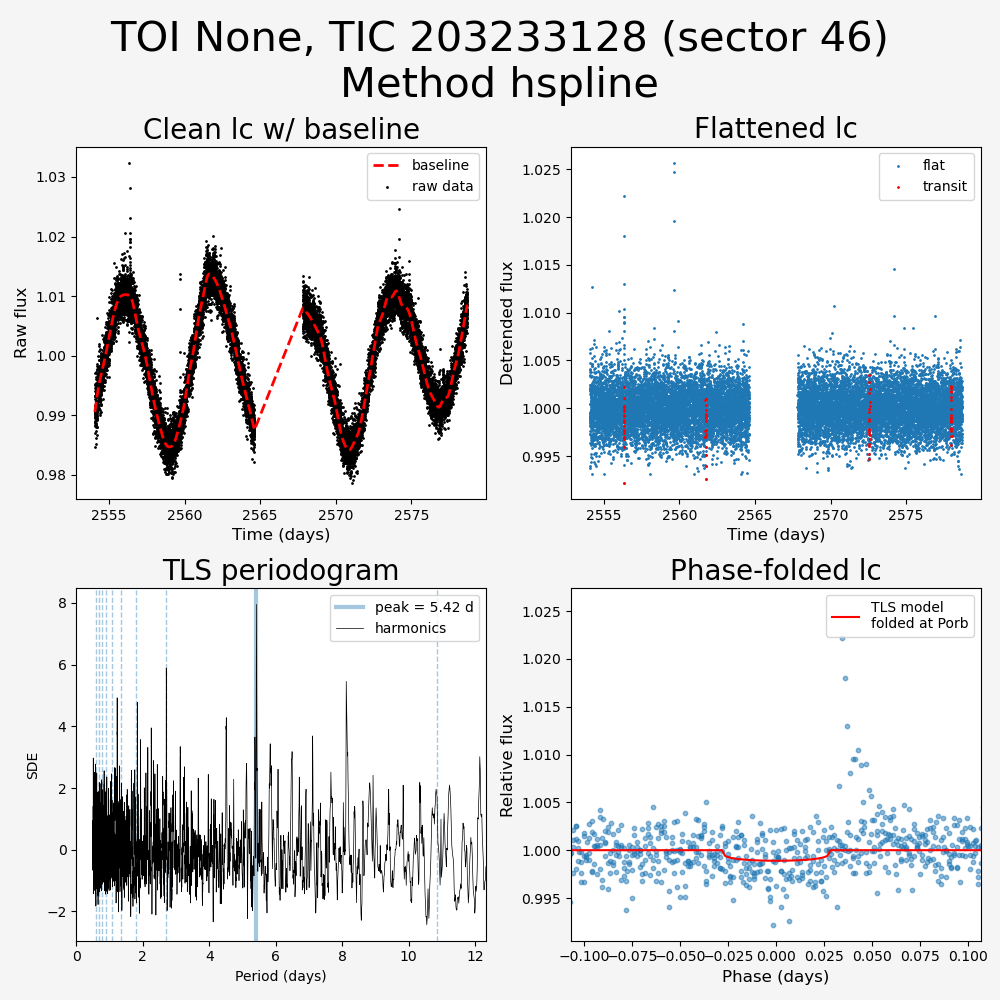 TOI None, TIC 203233128 (sector 46)
Method hspline
Clean lc w/ baseline
Flattened lc
baseline
raw data
flat
transit
Raw flux
1.03
1.02
1.01
1.00
0.99
0.98
2555
2560
2565
2570
2575
Time (days)
Detrended flux
1.025
1.020
1.015
1.010
1.005
1.000
0.995
2555
2560
2565
2570
2575
Time (days)
TLS periodogram
Phase-folded lc
peak = 5.42 d
harmonics
TLS model
folded at Porb
SDE
8
6
4
2
0
−2
0
2
4
6
8
10
12
Period (days)
Relative flux
1.025
1.020
1.015
1.010
1.005
1.000
0.995
−0.100
−0.075
−0.050
−0.025
0.000
0.025
0.050
0.075
0.100
Phase (days)